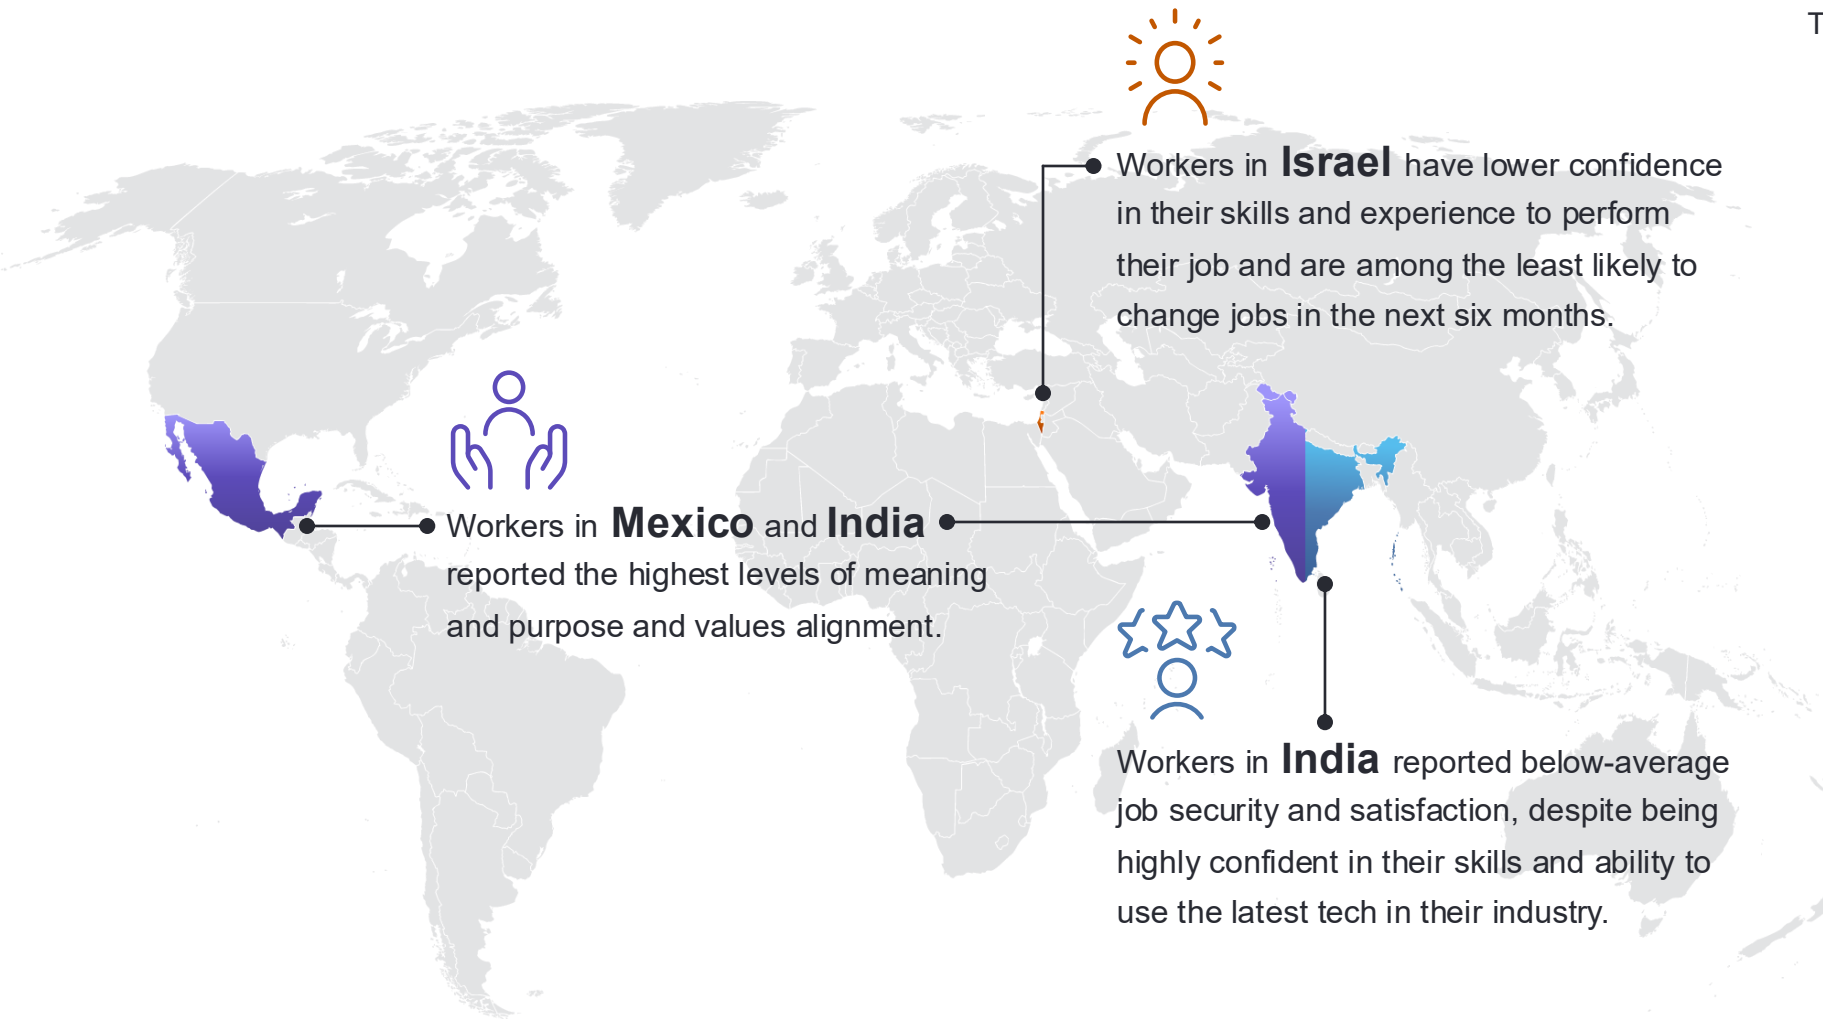 T
Workers in Israel have lower confidence
in their skills and experience to perform
their job and are among the least likely to
change jobs in the next six months.
Workers in Mexico and India
reported the highest levels of meaning
and purpose and values alignment.
Workers in India reported below-average
job security and satisfaction, despite being
highly confident in their skills and ability to
use the latest tech in their industry.